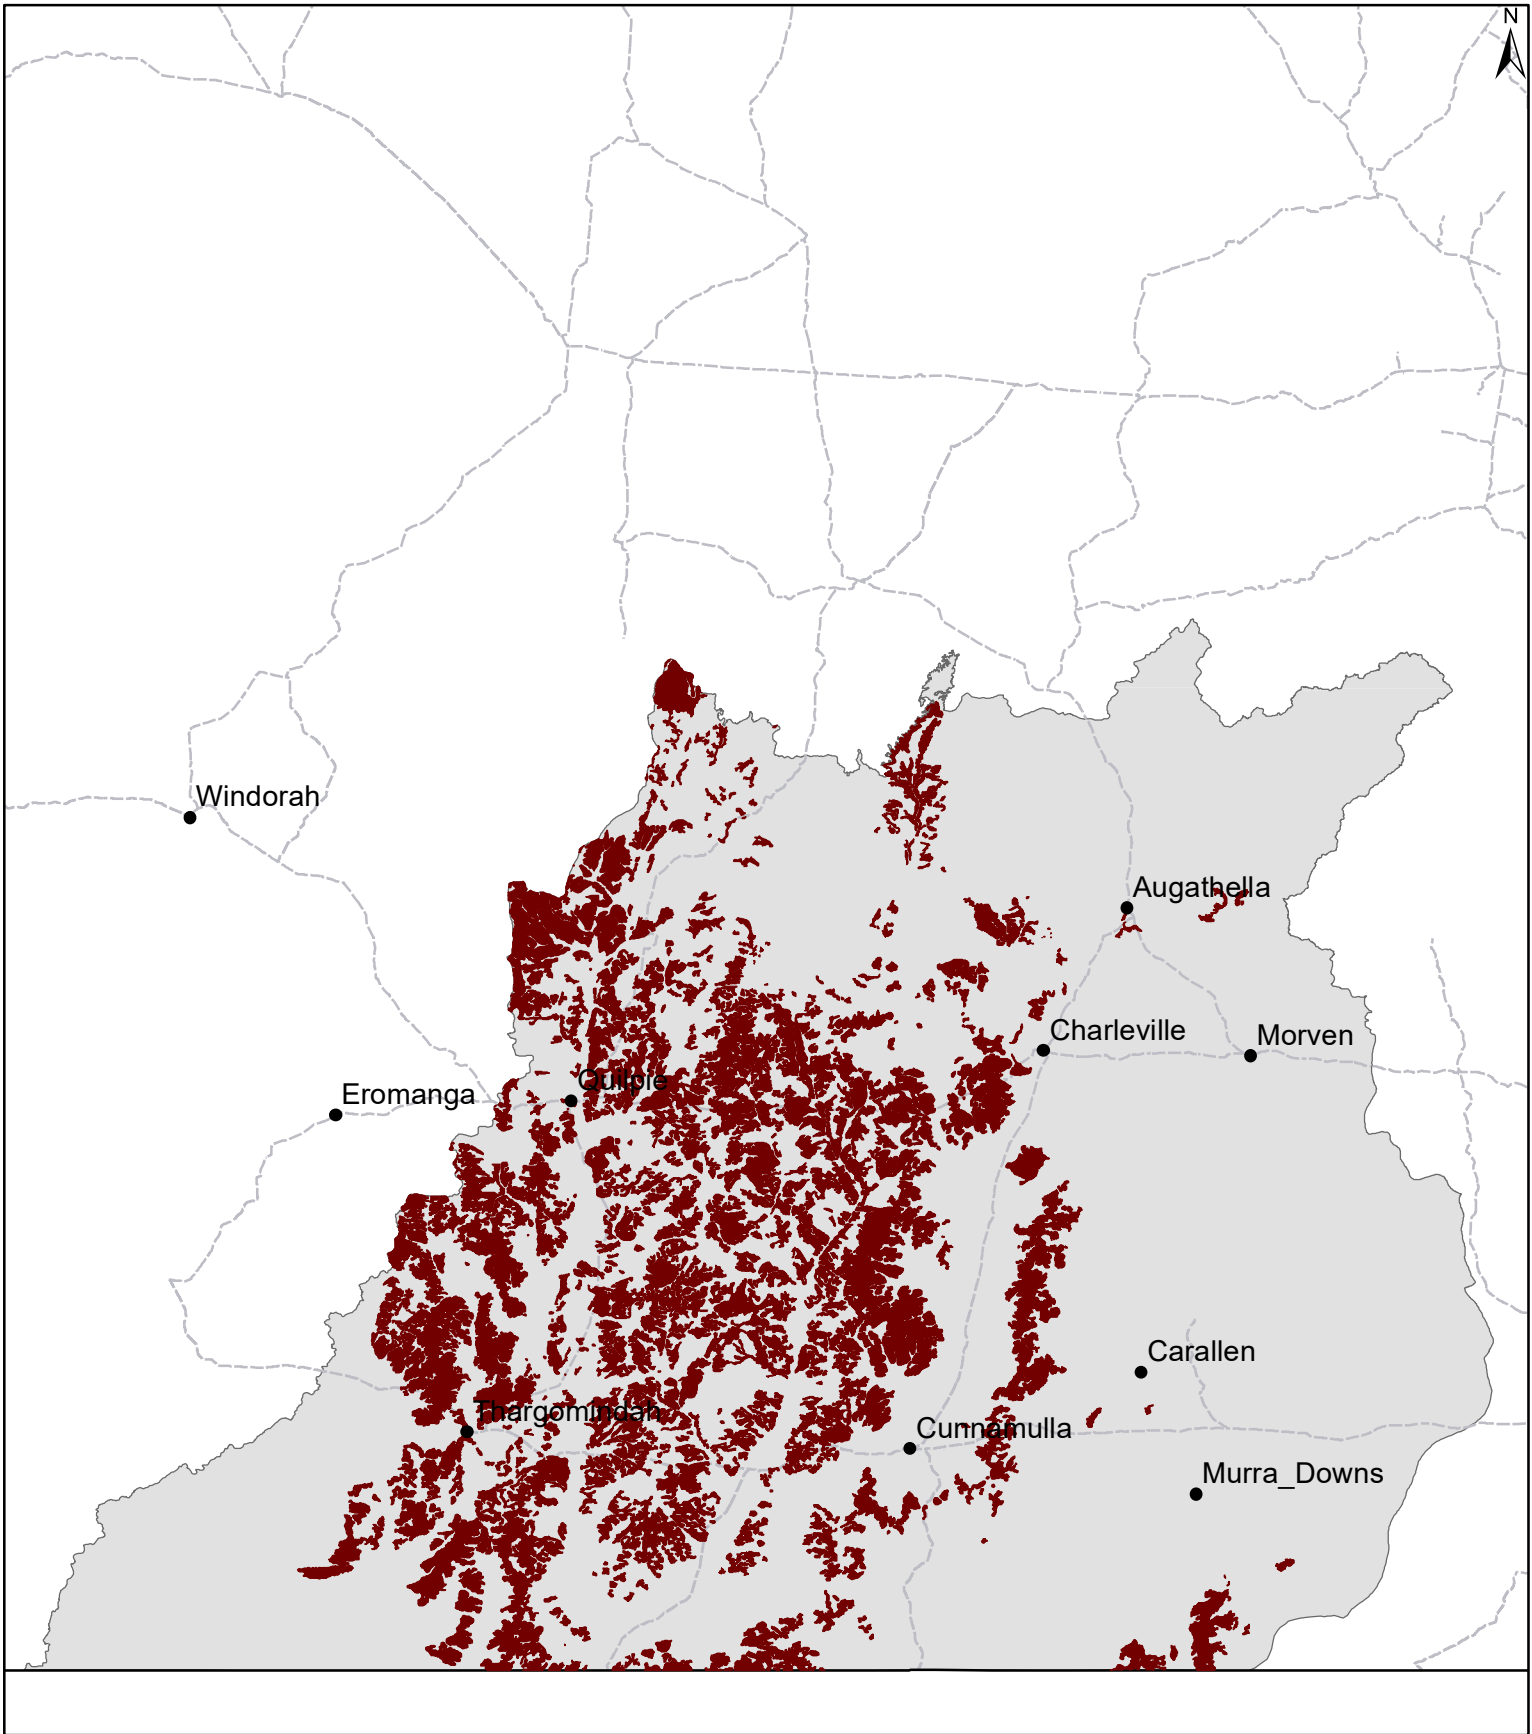 N
Windorah
Augathella
Charleville
Morven
Quilpie
Eromanga
Carallen
Thargomindah
Cunnamulla
Murra_Downs